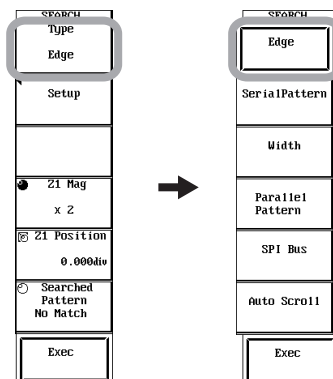 SEARCH
Type
Edge
Setup
Z1 Mag
x 2
Z1 Position
0.000div
Searched
Pattern
No Match
Exec
SEARCH
Edge
SerialPattern
Width
Parallel
Pattern
SPI Bus
Auto Scroll
Exec